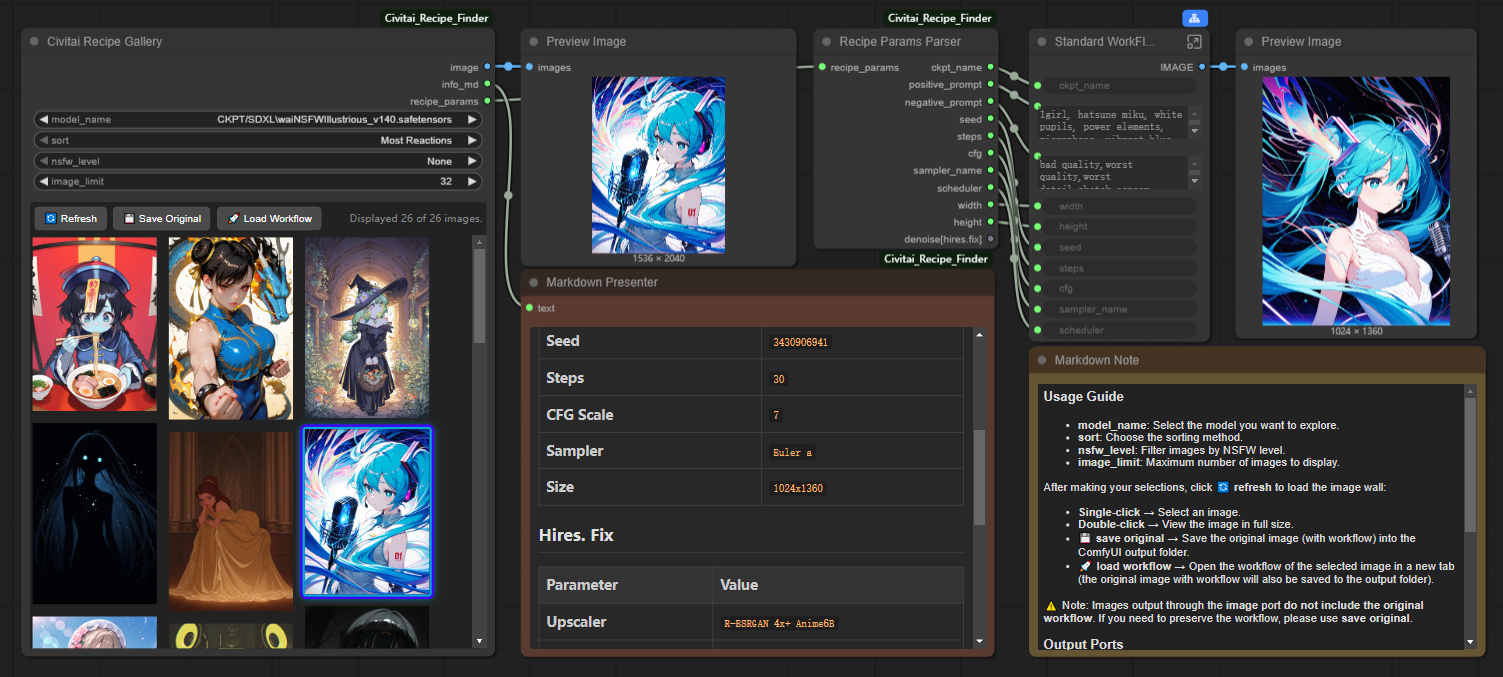 Civitai_Recipe_Finder
Civitai Recipe Gallery
image
info_md
recipe_params
model_name CKPT/SDXL\waiNSFWIllustrious_v140.safetensors
sort Most Reactions
nsfw_level None
image_limit 32
Refresh Save Original Load Workflow Displayed 26 of 26 images.
01
Preview Image
images
01
1536 × 2040
Civitai_Recipe_Finder
Markdown Presenter
text
Seed 3430906941
Steps 30
CFG Scale 7
Sampler Euler a
Size 1024x1360
Hires. Fix
Parameter Value
Upscaler R-ESRGAN 4x+ Anime6B
Civitai_Recipe_Finder
Recipe Params Parser
recipe_params ckpt_name
positive_prompt
negative_prompt
seed
steps
cfg
sampler_name
scheduler
width
height
denoise[hires.fix]
Standard WorkFl...
IMAGE
ckpt_name
1girl, hatsune miku, white
pupils, power elements,
microphone, vibrant blue
bad quality,worst
quality,worst
detail,sketch,censor
width
height
seed
steps
cfg
sampler_name
scheduler
Preview Image
images
1024 × 1360
Markdown Note
Usage Guide
• model_name: Select the model you want to explore.
• sort: Choose the sorting method.
• nsfw_level: Filter images by NSFW level.
• image_limit: Maximum number of images to display.
After making your selections, click 🔄 refresh to load the image wall:
• Single-click → Select an image.
• Double-click → View the image in full size.
• 💾 save original → Save the original image (with workflow) into the
ComfyUI output folder.
• 🚀 load workflow → Open the workflow of the selected image in a new tab
(the original image with workflow will also be saved to the output folder).
⚠️ Note: Images output through the image port do not include the original
workflow. If you need to preserve the workflow, please use save original.
Output Ports